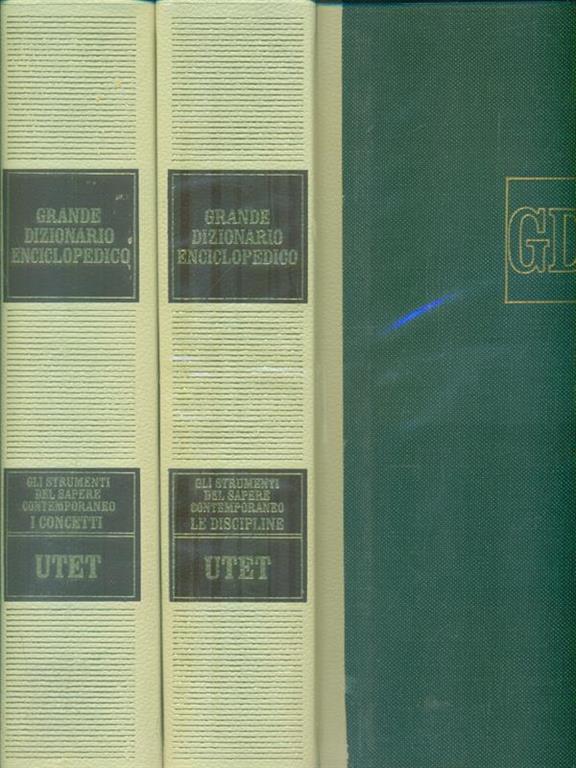 GRANDE
DIZIONARIO
ENCICLOPEDICO
GLI STRUMENTI
DEL SAPERE
CONTEMPORANEO
I CONCETTI
UTET
GRANDE
DIZIONARIO
ENCICLOPEDICO
GLI STRUMENTI
DEL SAPERE
CONTEMPORANEO
LE DISCIPLINE
UTET
GD